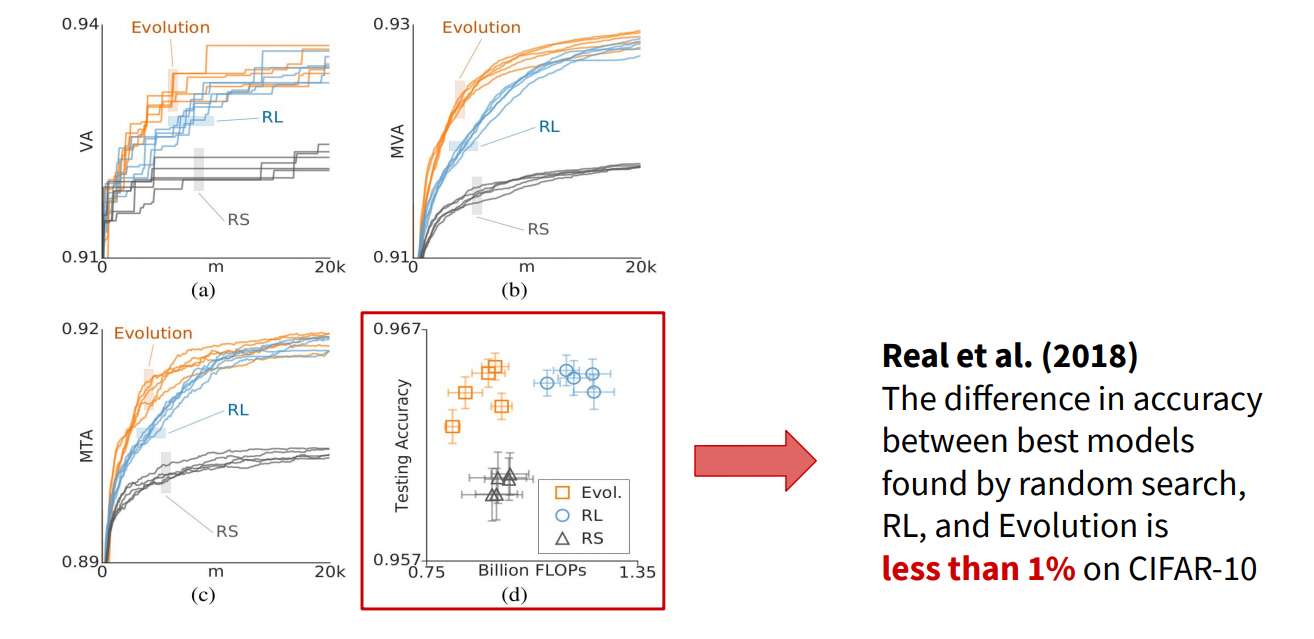 0.94
Evolution
VA
RL
RS
0.91
0
m
20k
(a)
0.93
Evolution
MVA
RL
RS
0.91
0
m
20k
(b)
0.92
Evolution
MTA
RL
RS
0.89
0
m
20k
(c)
0.967
Testing Accuracy
Evol.
RL
RS
0.957
0.75
Billion FLOPs
1.35
(d)
Real et al. (2018)
The difference in accuracy
between best models
found by random search,
RL, and Evolution is
less than 1% on CIFAR-10